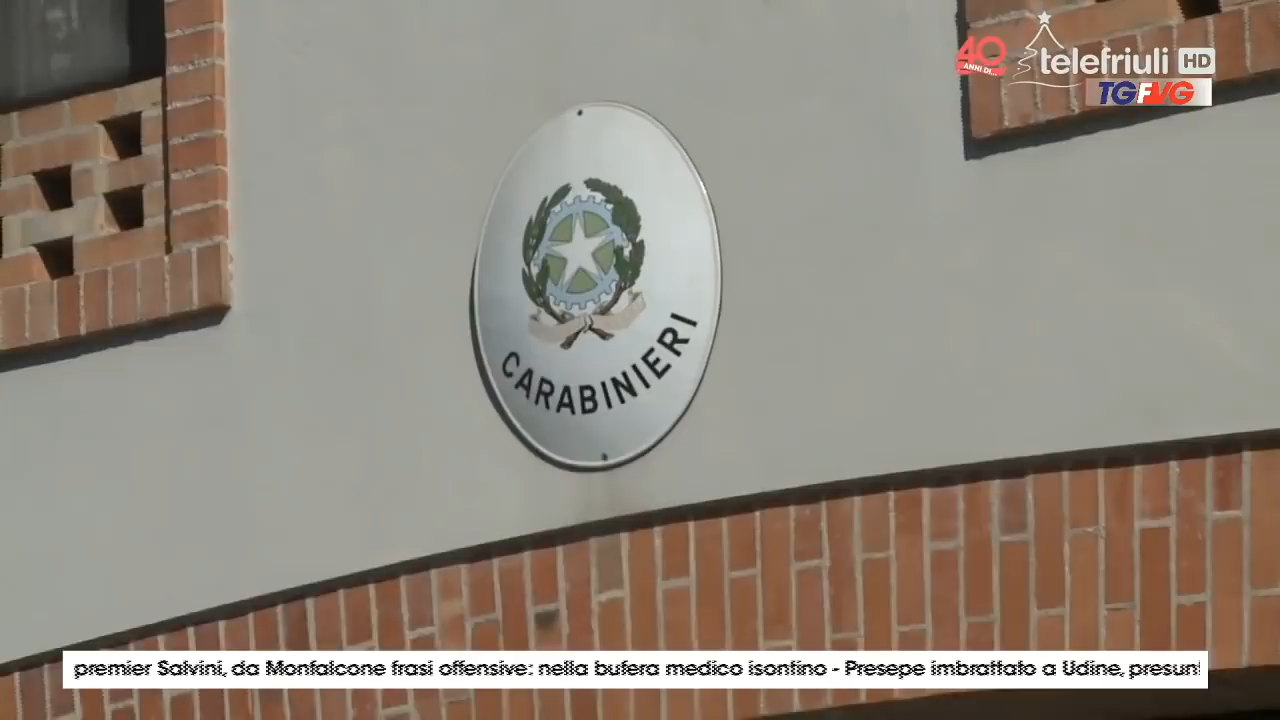 40
ANNI DI...
telefriuli HD
TGFVG
CARABINIERI
premier Salvini, da Monfalcone frasi offensive: nella bufera medico isontino - Presepe imbrattato a Udine,